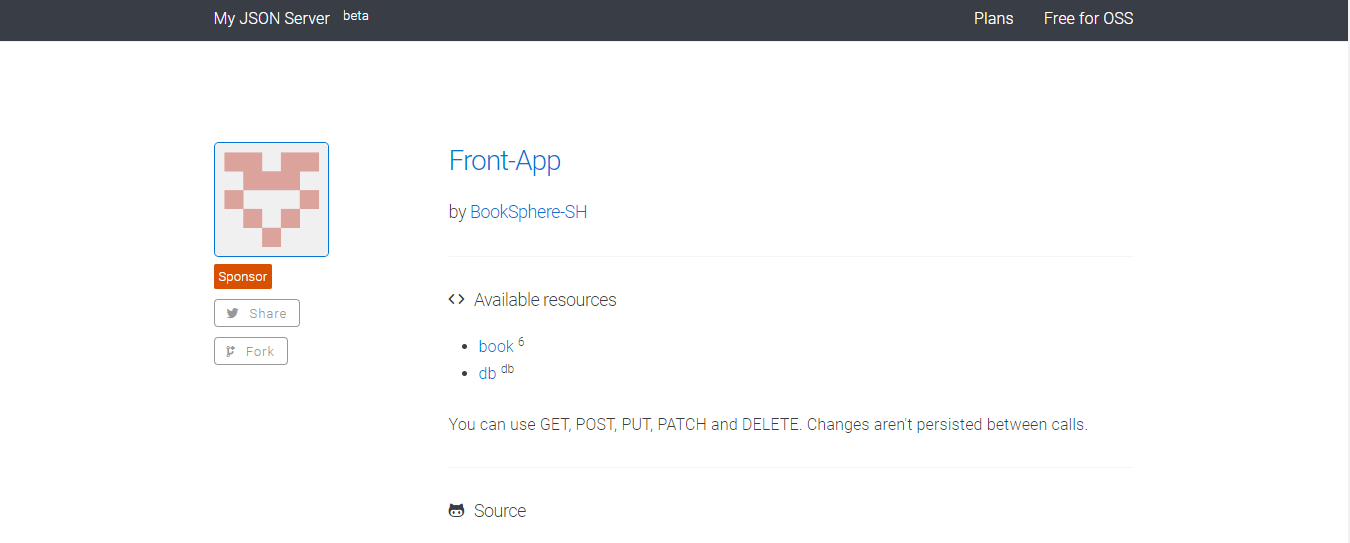 My JSON Server beta
Plans Free for OSS
Front-App
by BookSphere-SH
Sponsor
Share
Fork
Available resources
book 6
db db
You can use GET, POST, PUT, PATCH and DELETE. Changes aren't persisted between calls.
Source